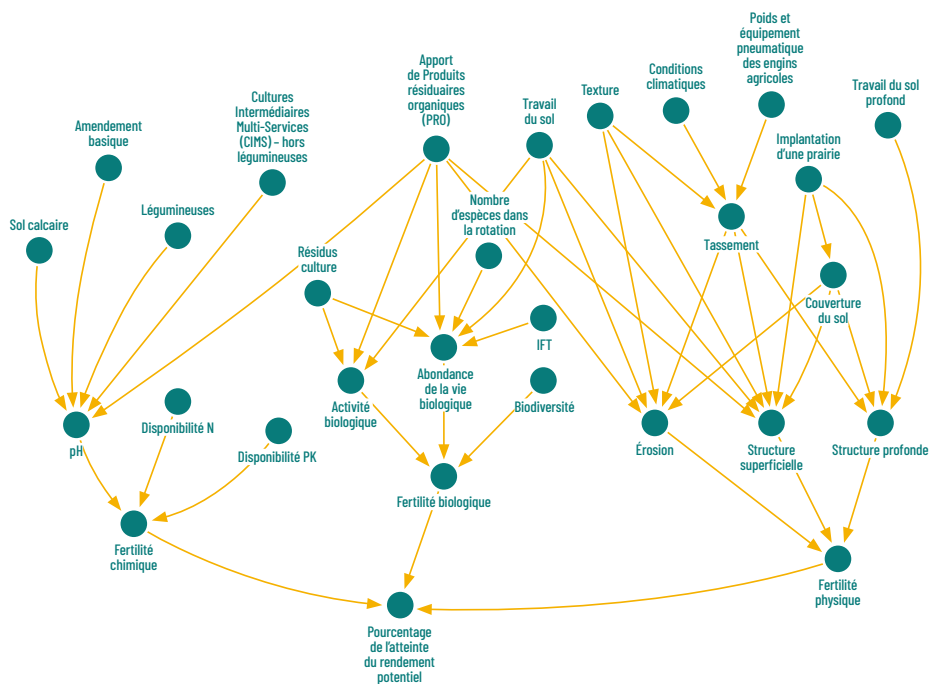 Poids et
équipement
pneumatique
des engins
agricoles
Apport
de Produits
résiduaires
organiques
(PRO)
Conditions
climatiques
Travail du sol
profond
Texture
Cultures
Intermédiaires
Multi-Services
(CIMS) – hors
légumineuses
Travail
du sol
Amendement
basique
Implantation
d'une prairie
Légumineuses
Nombre
d'espèces dans
la rotation
Sol calcaire
Tassement
Résidus
culture
Couverture
du sol
IFT
Abondance
de la vie
biologique
Biodiversité
Activité
biologique
Disponibilité N
pH
Disponibilité PK
Érosion
Structure
superficielle
Structure profonde
Fertilité biologique
Fertilité
chimique
Fertilité
physique
Pourcentage
de l'atteinte
du rendement
potentiel